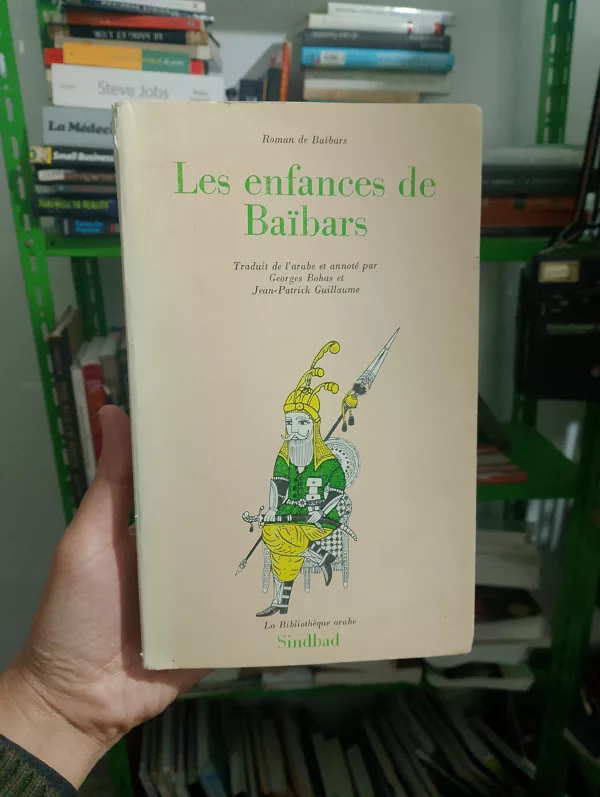 Steve Jobs
La Médec
Small Business
Roman de Baïbars
Les enfances de
Baïbars
Traduit de l'arabe et annoté par
Georges Bohas et
Jean-Patrick Guillaume
La Bibliothèque arabe
Sindbad